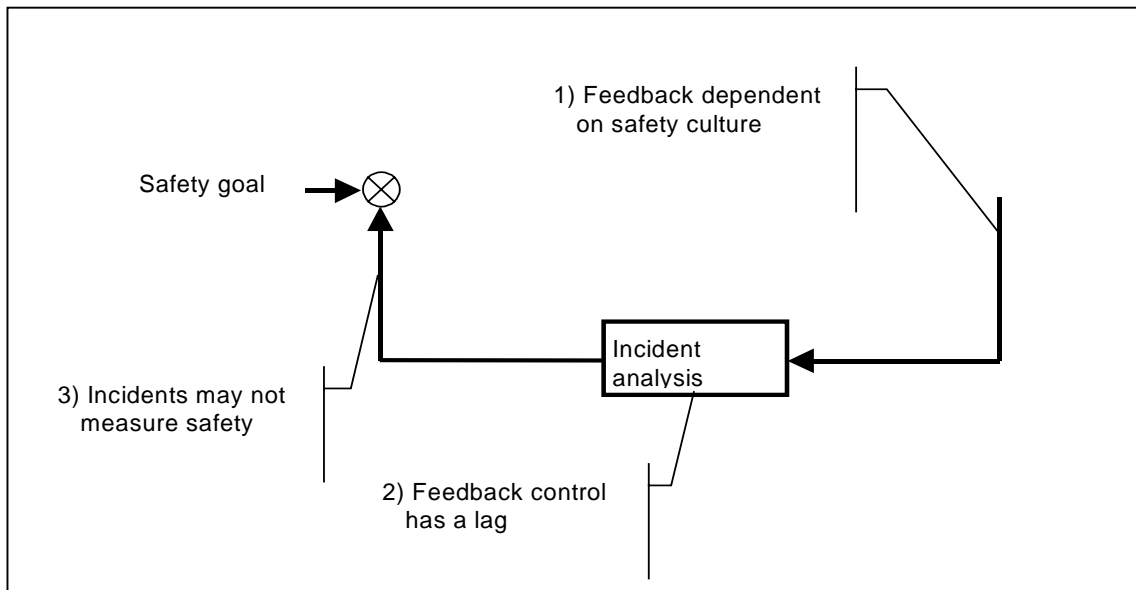 1) Feedback dependent
on safety culture
Safety goal
Incident
analysis
3) Incidents may not
measure safety
2) Feedback control
has a lag